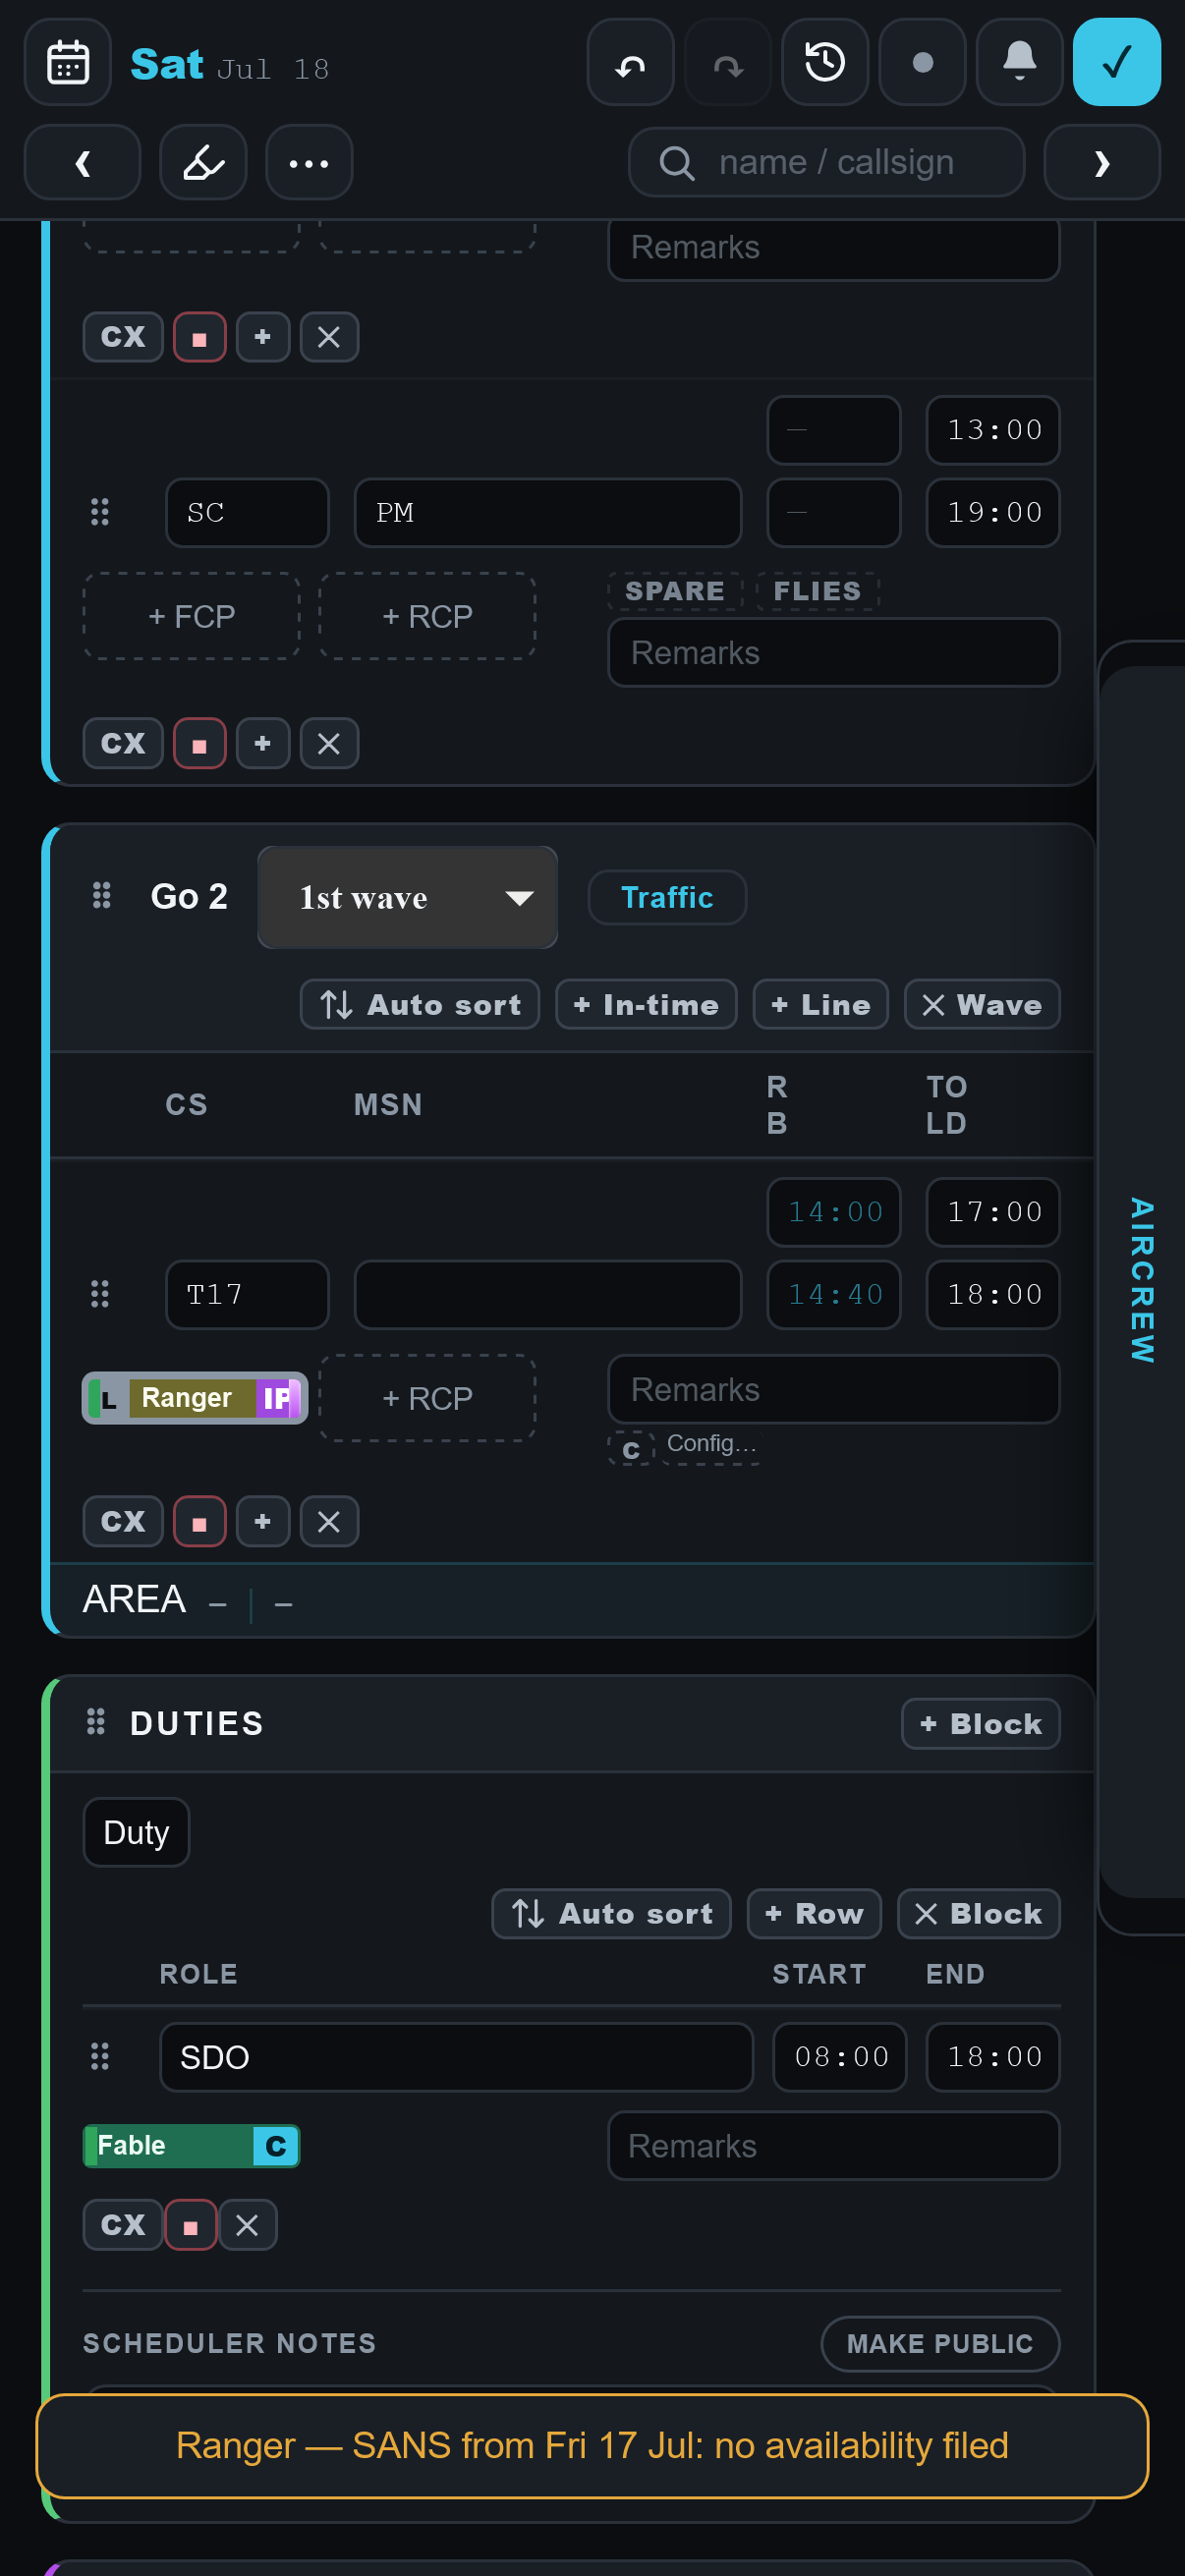 Sat Jul 18
name / callsign
Remarks
CX + ×
— 13:00
SC PM — 19:00
+ FCP + RCP SPARE FLIES
Remarks
CX + ×
Go 2 1st wave Traffic
Auto sort + In-time + Line × Wave
CS MSN R TO
B LD
14:00 17:00
T17 14:40 18:00
L Ranger IP + RCP Remarks
C Config...
CX + ×
AREA – | –
DUTIES + Block
Duty
Auto sort + Row × Block
ROLE START END
SDO 08:00 18:00
Fable C Remarks
CX ×
SCHEDULER NOTES MAKE PUBLIC
Ranger — SANS from Fri 17 Jul: no availability filed
AIRCREW